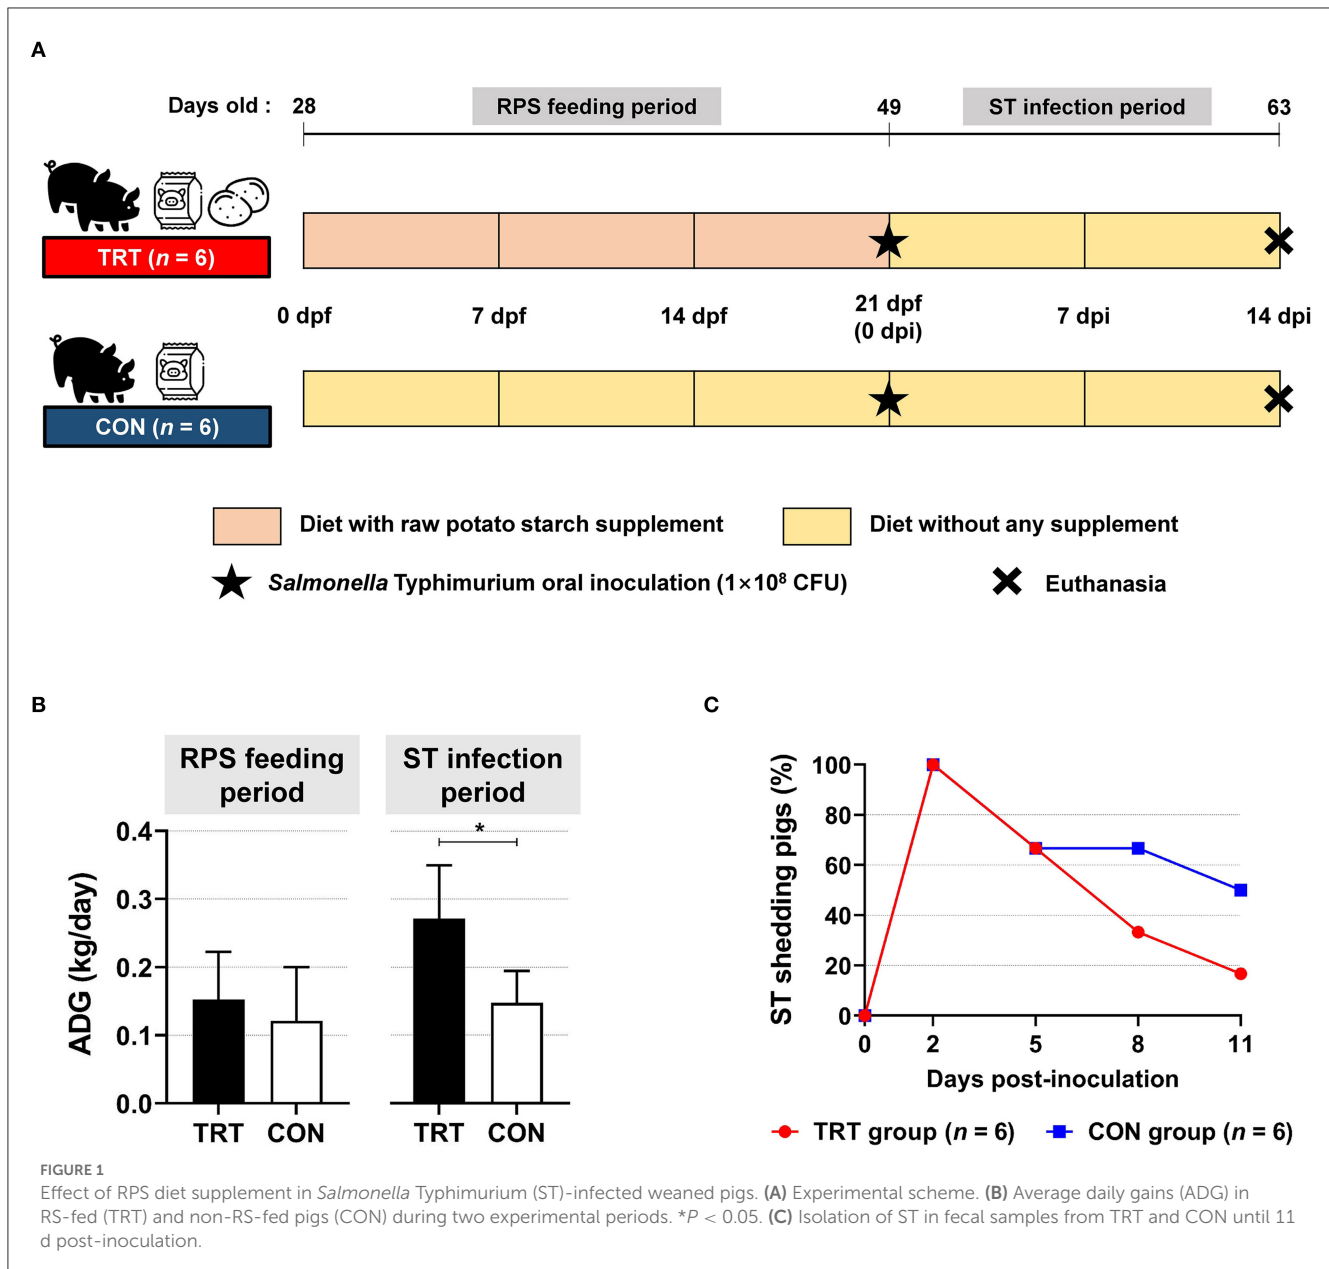 A
Days old : 28 RPS feeding period 49 ST infection period 63
TRT (n = 6)
0 dpf 7 dpf 14 dpf 21 dpf (0 dpi) 7 dpi 14 dpi
CON (n = 6)
Diet with raw potato starch supplement Diet without any supplement
Salmonella Typhimurium oral inoculation (1×10⁸ CFU) Euthanasia
B
RPS feeding period
ST infection period
ADG (kg/day)
0.4
0.3
0.2
0.1
0.0
*
TRT CON TRT CON
C
ST shedding pigs (%)
100
80
60
40
20
0
0 2 5 8 11
Days post-inoculation
TRT group (n = 6) CON group (n = 6)
FIGURE 1
Effect of RPS diet supplement in Salmonella Typhimurium (ST)-infected weaned pigs. (A) Experimental scheme. (B) Average daily gains (ADG) in
RS-fed (TRT) and non-RS-fed pigs (CON) during two experimental periods. *P < 0.05. (C) Isolation of ST in fecal samples from TRT and CON until 11
d post-inoculation.